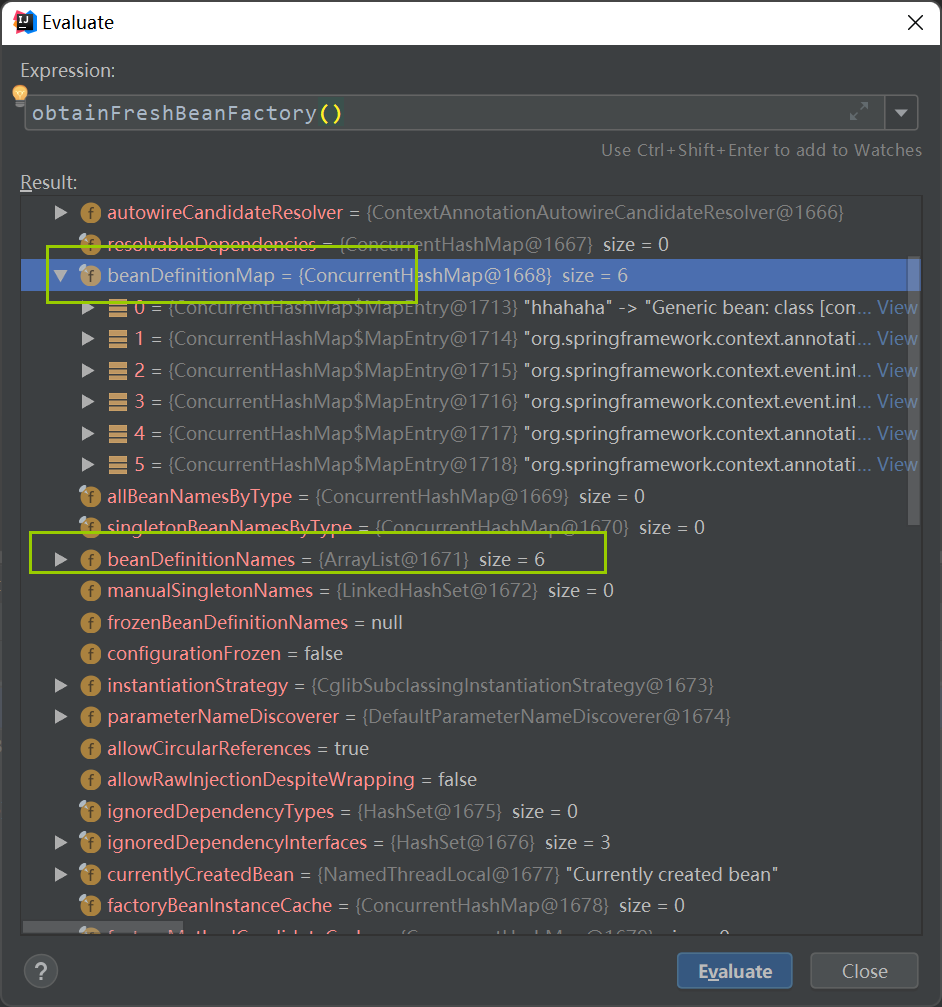 Evaluate
Expression:
obtainFreshBeanFactory()
Use Ctrl+Shift+Enter to add to Watches
Result:
autowireCandidateResolver = {ContextAnnotationAutowireCandidateResolver@1666}
resolvableDependencies = {ConcurrentHashMap@1667} size = 0
beanDefinitionMap = {ConcurrentHashMap@1668} size = 6
0 = {ConcurrentHashMap$MapEntry@1713} "hhahaha" -> "Generic bean: class [con... View
1 = {ConcurrentHashMap$MapEntry@1714} "org.springframework.context.annotati... View
2 = {ConcurrentHashMap$MapEntry@1715} "org.springframework.context.event.int... View
3 = {ConcurrentHashMap$MapEntry@1716} "org.springframework.context.event.int... View
4 = {ConcurrentHashMap$MapEntry@1717} "org.springframework.context.annotati... View
5 = {ConcurrentHashMap$MapEntry@1718} "org.springframework.context.annotati... View
allBeanNamesByType = {ConcurrentHashMap@1669} size = 0
singletonBeanNamesByType = {ConcurrentHashMap@1670} size = 0
beanDefinitionNames = {ArrayList@1671} size = 6
manualSingletonNames = {LinkedHashSet@1672} size = 0
frozenBeanDefinitionNames = null
configurationFrozen = false
instantiationStrategy = {CglibSubclassingInstantiationStrategy@1673}
parameterNameDiscoverer = {DefaultParameterNameDiscoverer@1674}
allowCircularReferences = true
allowRawInjectionDespiteWrapping = false
ignoredDependencyTypes = {HashSet@1675} size = 0
ignoredDependencyInterfaces = {HashSet@1676} size = 3
currentlyCreatedBean = {NamedThreadLocal@1677} "Currently created bean"
factoryBeanInstanceCache = {ConcurrentHashMap@1678} size = 0
?
Evaluate
Close